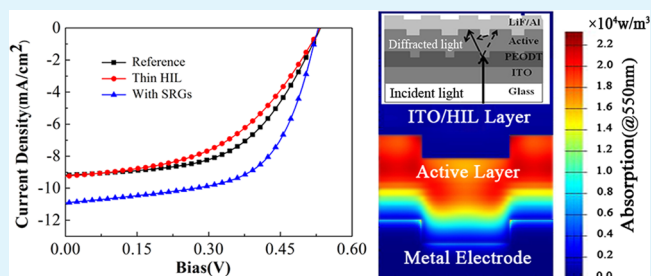 0
-2
-4
-6
-8
-10
-12
Current Density(mA/cm²)
Reference
Thin HIL
With SRGs
0.00 0.15 0.30 0.45 0.60
Bias(V)
LiF/Al
Diffracted light
Active
PEODT
ITO
Incident light
Glass
ITO/HIL Layer
Active Layer
Metal Electrode
×10⁴w/m³
2.2
2.0
1.8
1.6
1.4
1.2
1.0
0.8
0.6
0.4
0.2
0.0
Absorption(@550nm)